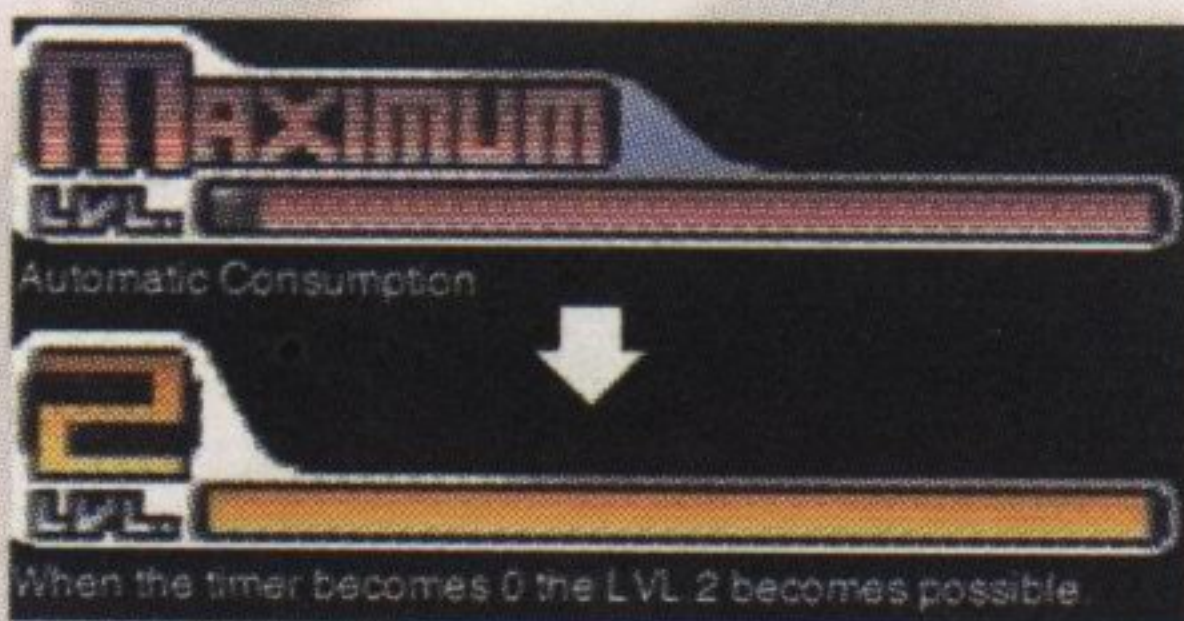 MAXIMUM
LVL.
Automatic Consumption
2
LVL.
When the timer becomes 0 the LVL 2 becomes possible.